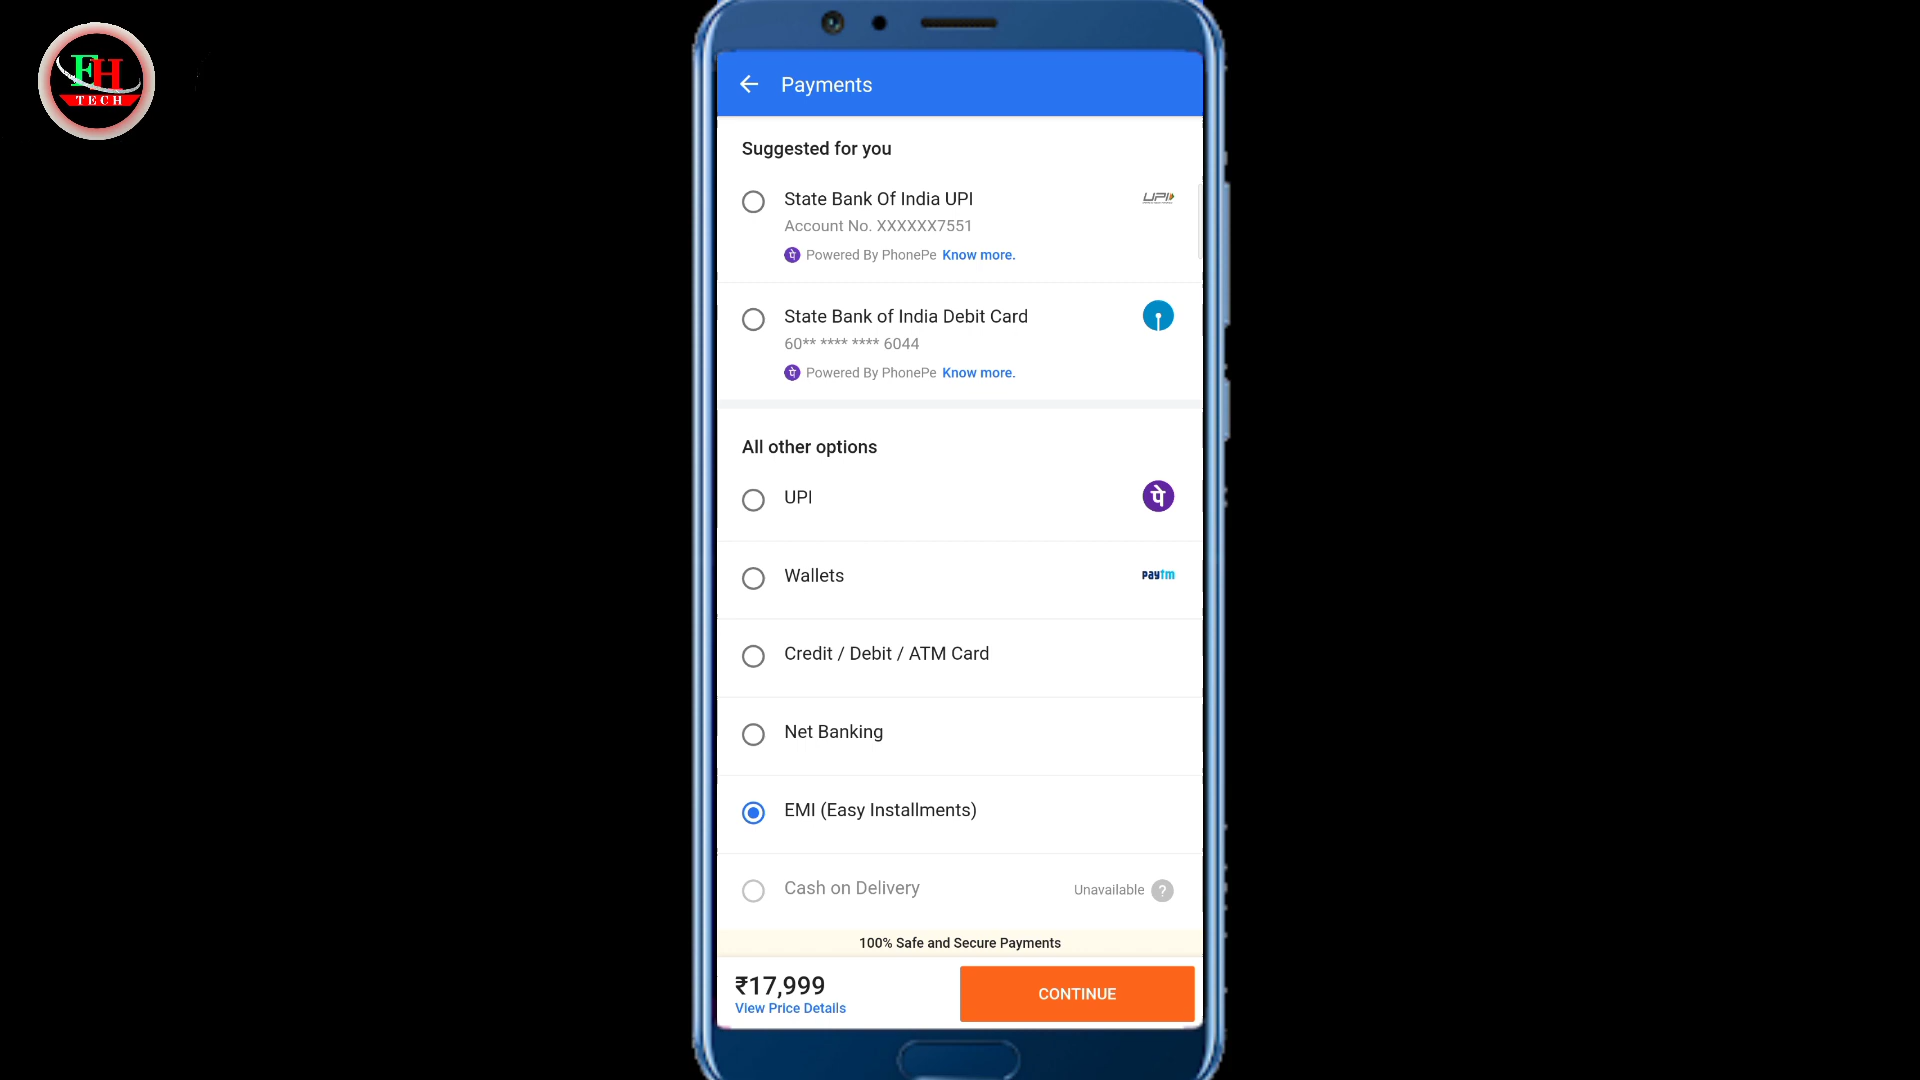 FH
TECH
Payments
Suggested for you
State Bank Of India UPI
UPI
Account No. XXXXXX7551
पे Powered By PhonePe Know more.
State Bank of India Debit Card
60** **** **** 6044
पे Powered By PhonePe Know more.
All other options
UPI
पे
Wallets
paytm
Credit / Debit / ATM Card
Net Banking
EMI (Easy Installments)
Cash on Delivery
Unavailable ?
100% Safe and Secure Payments
₹17,999
View Price Details
CONTINUE